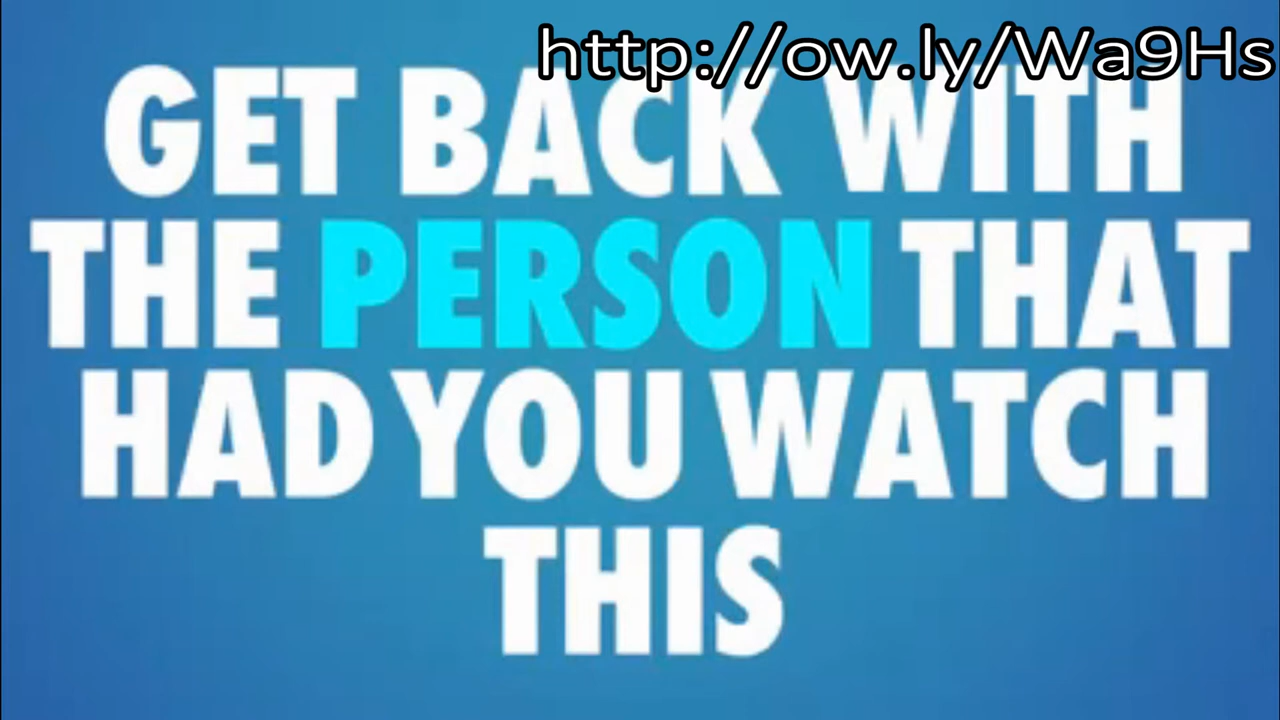 http://ow.ly/Wa9Hs
GET BACK WITH
THE PERSON THAT
HAD YOU WATCH
THIS